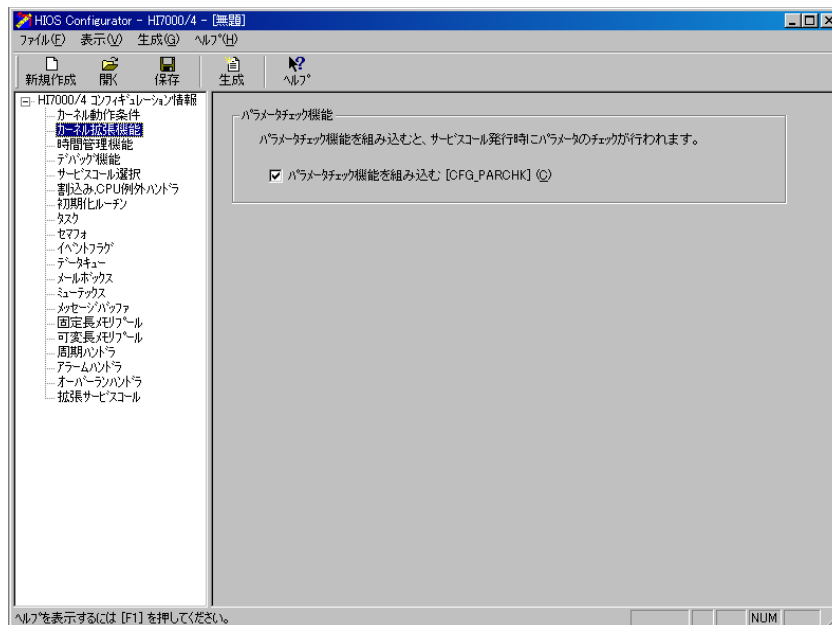 HIOS Configurator - HI7000/4 - [無題]
ファイル(F) 表示(V) 生成(G) ヘルプ(H)
新規作成 開く 保存 生成 ヘルプ
HI7000/4 コンフィギュレーション情報
カーネル動作条件
カーネル拡張機能
時間管理機能
デバッグ機能
サービスコール選択
割込み,CPU例外ハンドラ
初期化ルーチン
タスク
セマフォ
イベントフラグ
データキュー
メールボックス
ミューテックス
メッセージバッファ
固定長メモリプール
可変長メモリプール
周期ハンドラ
アラームハンドラ
オーバーランハンドラ
拡張サービスコール
パラメータチェック機能
パラメータチェック機能を組み込むと、サービスコール発行時にパラメータのチェックが行われます。
パラメータチェック機能を組み込む [CFG_PARCHK] (C)
ヘルプを表示するには [F1] を押してください。
NUM